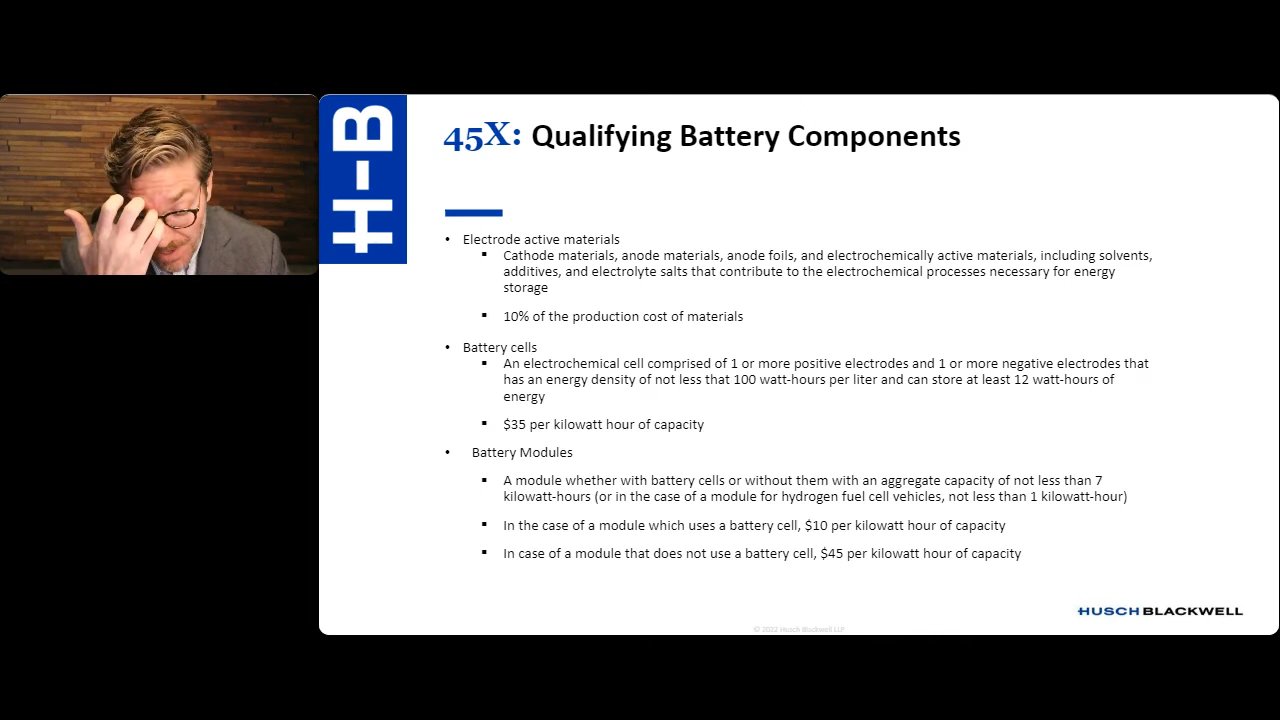 H-B
45X: Qualifying Battery Components
• Electrode active materials
▪ Cathode materials, anode materials, anode foils, and electrochemically active materials, including solvents,
additives, and electrolyte salts that contribute to the electrochemical processes necessary for energy
storage
▪ 10% of the production cost of materials
• Battery cells
▪ An electrochemical cell comprised of 1 or more positive electrodes and 1 or more negative electrodes that
has an energy density of not less that 100 watt-hours per liter and can store at least 12 watt-hours of
energy
▪ $35 per kilowatt hour of capacity
• Battery Modules
▪ A module whether with battery cells or without them with an aggregate capacity of not less than 7
kilowatt-hours (or in the case of a module for hydrogen fuel cell vehicles, not less than 1 kilowatt-hour)
▪ In the case of a module which uses a battery cell, $10 per kilowatt hour of capacity
▪ In case of a module that does not use a battery cell, $45 per kilowatt hour of capacity
HUSCH BLACKWELL
© 2022 Husch Blackwell LLP